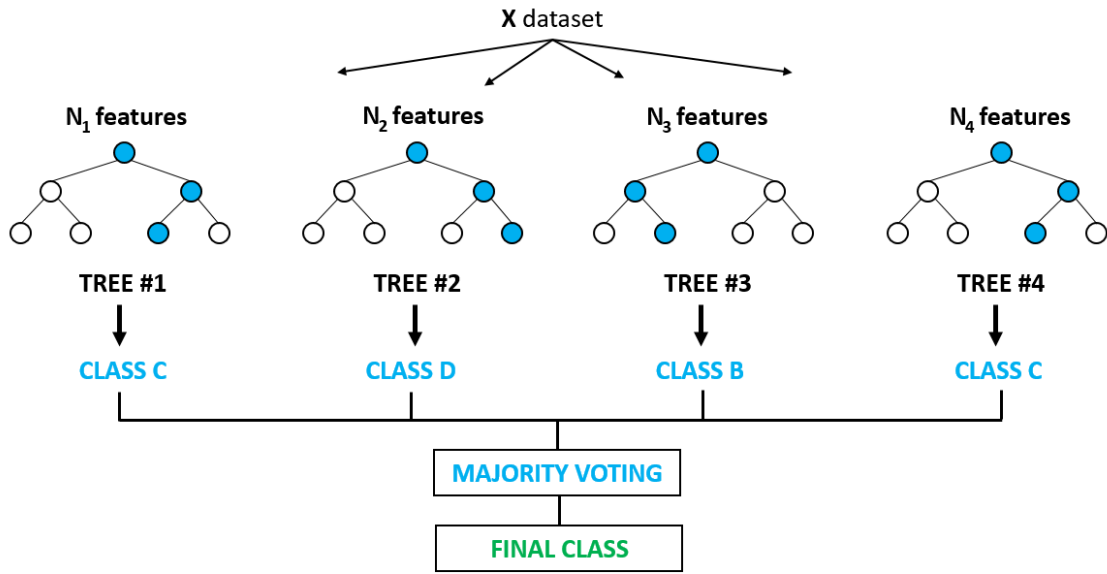 X dataset
N₁ features N₂ features N₃ features N₄ features
TREE #1 TREE #2 TREE #3 TREE #4
CLASS C CLASS D CLASS B CLASS C
MAJORITY VOTING
FINAL CLASS